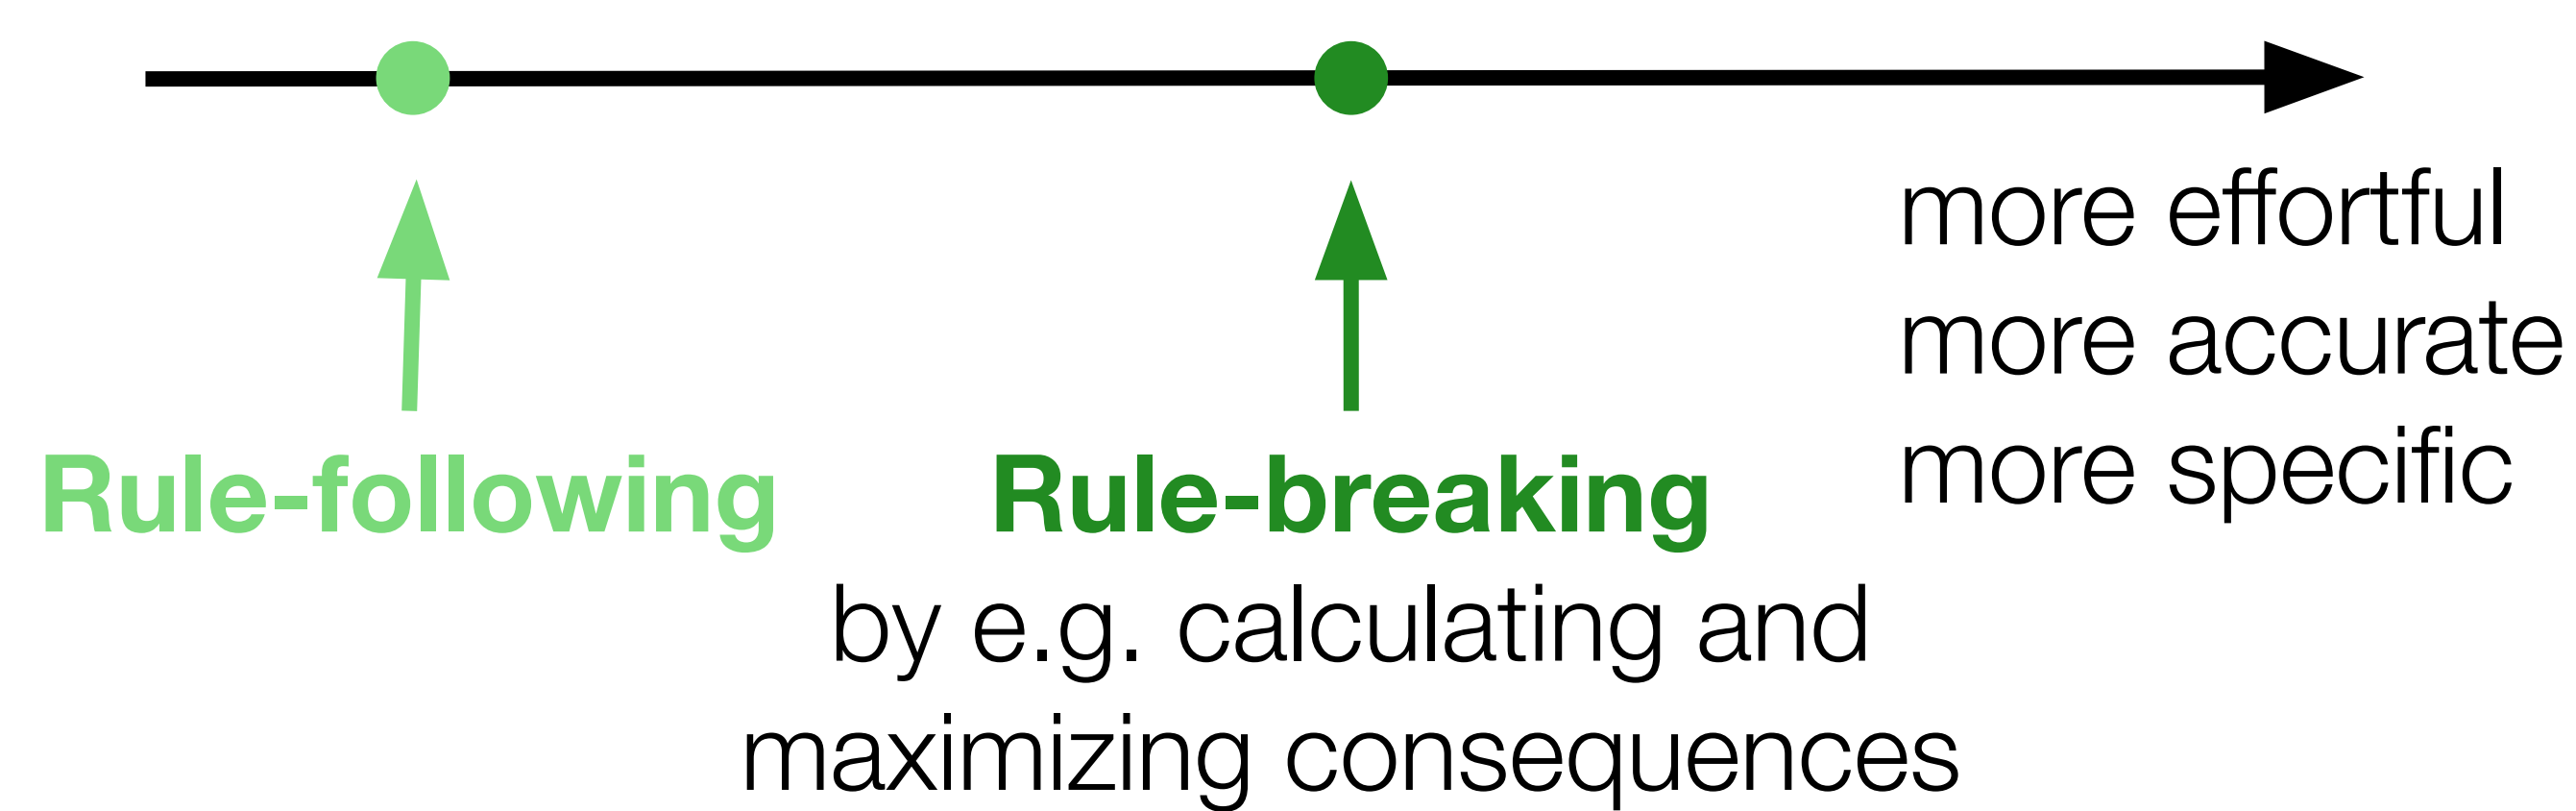 more effortful
more accurate
Rule-following Rule-breaking more specific
by e.g. calculating and
maximizing consequences